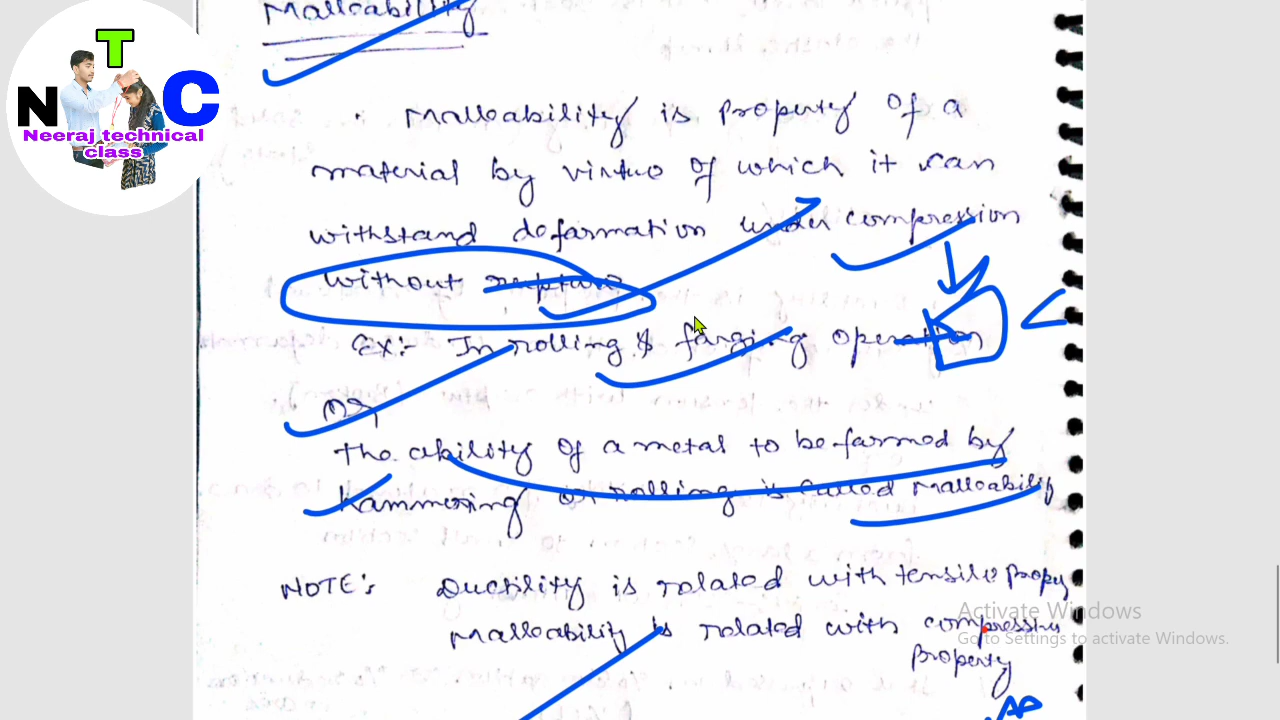 Malleability
T
N C
Neeraj technical
class
Malleability is property of a
material by virtue of which it can
withstand deformation under compression
without rupture
Ex:- In rolling & forging operation
or,
The ability of a metal to be formed by
hammering or rolling is called Malleability
NOTE:- Ductility is related with tensile propey
Malleability is related with compressive
property
Activate Windows
Go to Settings to activate Windows.